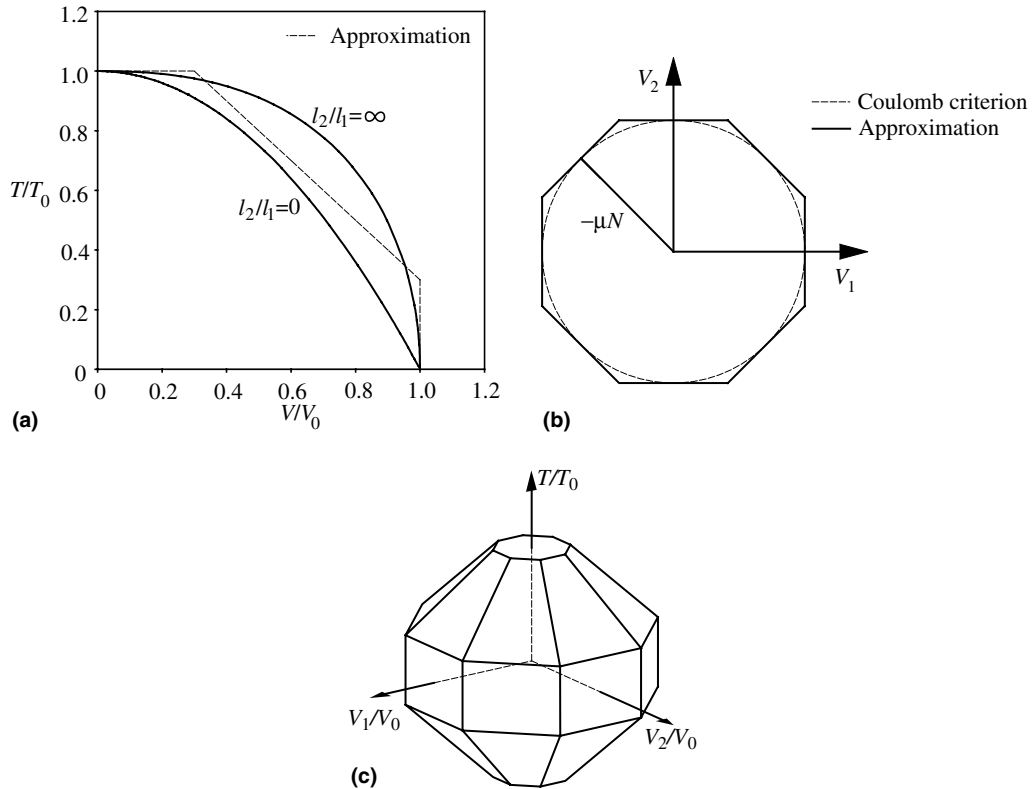 1.2
Approximation
1.0
l2/l1=∞
0.8
T/T0
0.6
l2/l1=0
0.4
0.2
0
0 0.2 0.4 0.6 0.8 1.0 1.2
V/V0
(a)
V2
Coulomb criterion
Approximation
−μN
V1
(b)
T/T0
V1/V0
V2/V0
(c)